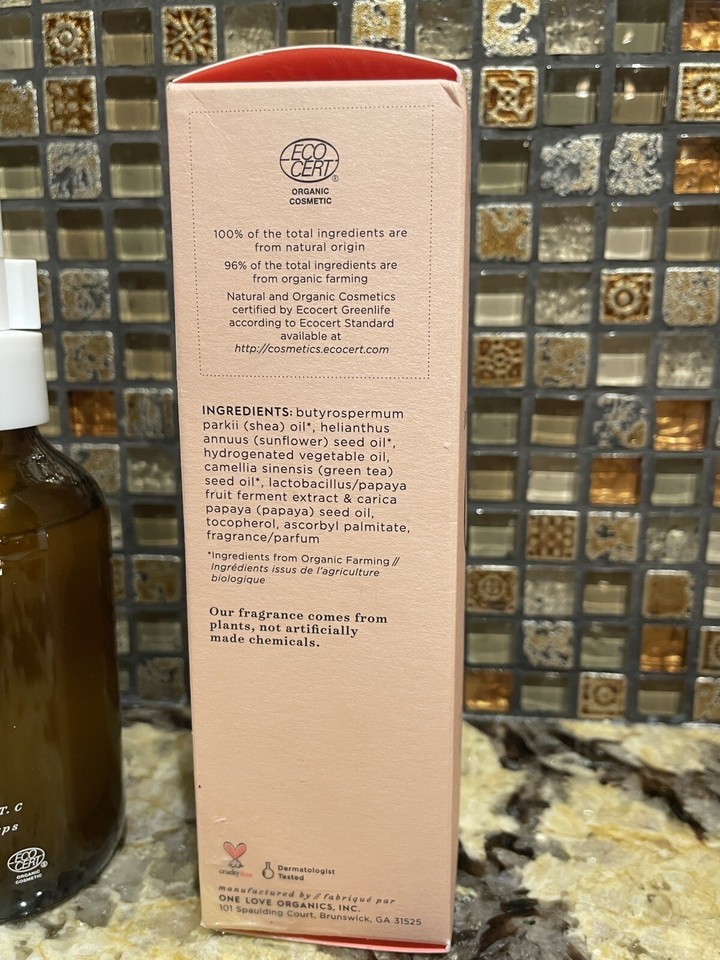 ECO
CERT®
ORGANIC
COSMETIC
100% of the total ingredients are
from natural origin
96% of the total ingredients are
from organic farming
Natural and Organic Cosmetics
certified by Ecocert Greenlife
according to Ecocert Standard
available at
http://cosmetics.ecocert.com
INGREDIENTS: butyrospermum
parkii (shea) oil*, helianthus
annuus (sunflower) seed oil*,
hydrogenated vegetable oil,
camellia sinensis (green tea)
seed oil*, lactobacillus/papaya
fruit ferment extract & carica
papaya (papaya) seed oil,
tocopherol, ascorbyl palmitate,
fragrance/parfum
*Ingredients from Organic Farming //
Ingrédients issus de l'agriculture
biologique
Our fragrance comes from
plants, not artificially
made chemicals.
crueltyfree
Dermatologist
Tested
manufactured by // fabriqué par
ONE LOVE ORGANICS, INC.
101 Spaulding Court, Brunswick, GA 31525
T. C
ps
ECO
CERT®
ORGANIC
COSMETIC